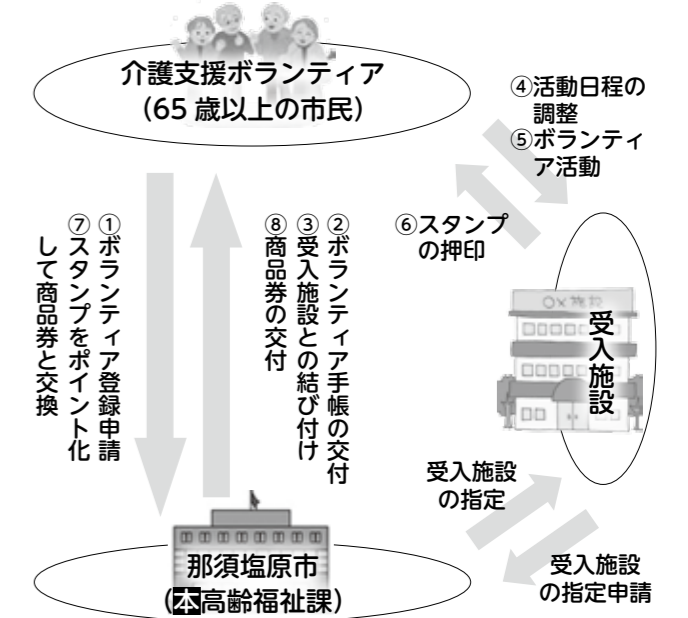 介護支援ボランティア
（65 歳以上の市民）
④活動日程の
調整
⑤ボランティ
ア活動
⑥スタンプ
の押印
①ボランティア登録申請
⑦スタンプをポイント化
して商品券と交換
②ボランティア手帳の交付
③受入施設との結び付け
⑧商品券の交付
○×施設
受入施設
受入施設
の指定
受入施設
の指定申請
那須塩原市
（本高齢福祉課）